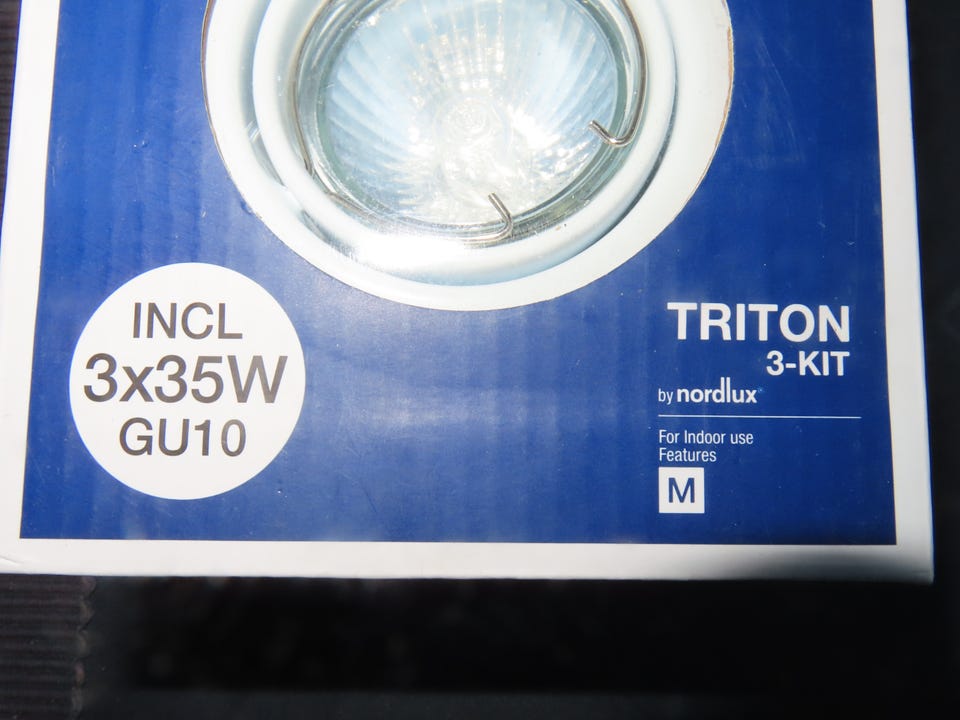 INCL
3x35W
GU10
TRITON
3-KIT
by nordlux®
For Indoor use
Features
M